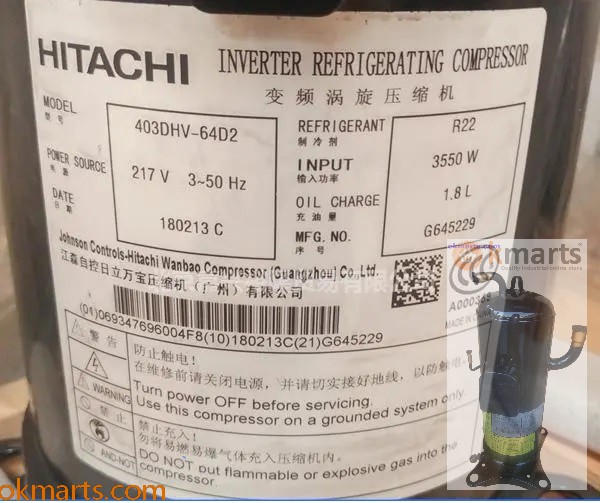 HITACHI
INVERTER REFRIGERATING COMPRESSOR
变频涡旋压缩机
MODEL
型号
403DHV-64D2
REFRIGERANT
制冷剂
R22
POWER SOURCE
电源
217 V 3~50 Hz
INPUT
输入功率
3550 W
DATE
日期
180213 C
OIL CHARGE
充油量
1.8 L
MFG.NO.
序号
G645229
Johnson Controls-Hitachi Wanbao Compressor (Guangzhou) Co.,Ltd.
江森自控日立万宝压缩机（广州）有限公司
(01)069347696004F8(10)180213C(21)G645229
A000368
MADE IN
警告
WARNING
防止触电!
在维修前请关闭电源，并请切实接好地线，以防触电
Turn power OFF before servicing.
Use this compressor on a grounded system only.
禁止
AND-NOT
禁止充入!
勿将易燃易爆气体充入压缩机内。
DO NOT put flammable or explosive gas into the
compressor.
okmarts
okmarts.com